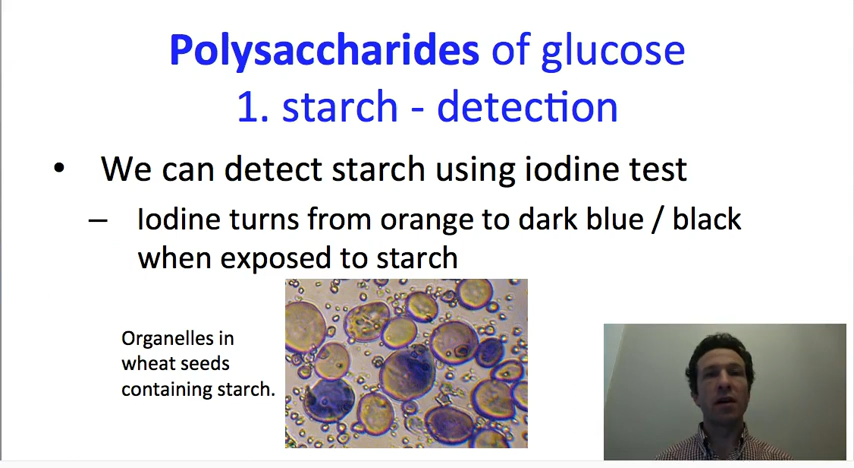 Polysaccharides of glucose
1. starch - detection
• We can detect starch using iodine test
– Iodine turns from orange to dark blue / black
when exposed to starch
Organelles in
wheat seeds
containing starch.